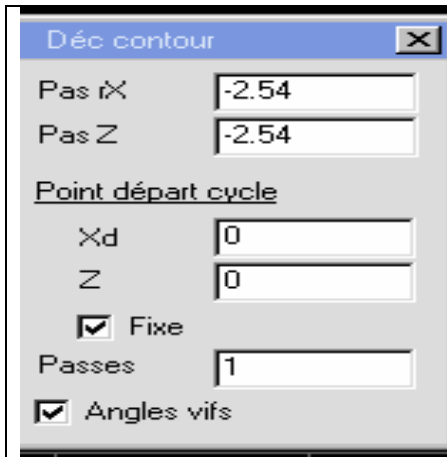 Déc contour
Pas rX -2.54
Pas Z -2.54
Point départ cycle
Xd 0
Z 0
Fixe
Passes 1
Angles vifs